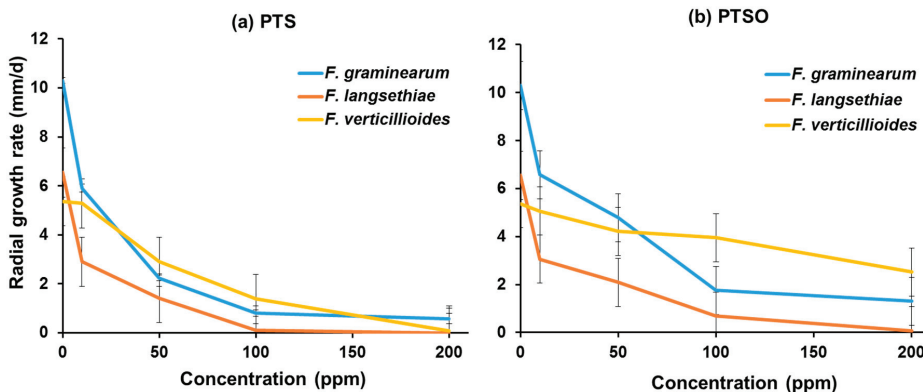 (a) PTS
12
10
8
6
4
2
0
0
50
100
150
200
Radial growth rate (mm/d)
Concentration (ppm)
F. graminearum
F. langsethiae
F. verticillioides
(b) PTSO
12
10
8
6
4
2
0
0
50
100
150
200
Concentration (ppm)
F. graminearum
F. langsethiae
F. verticillioides